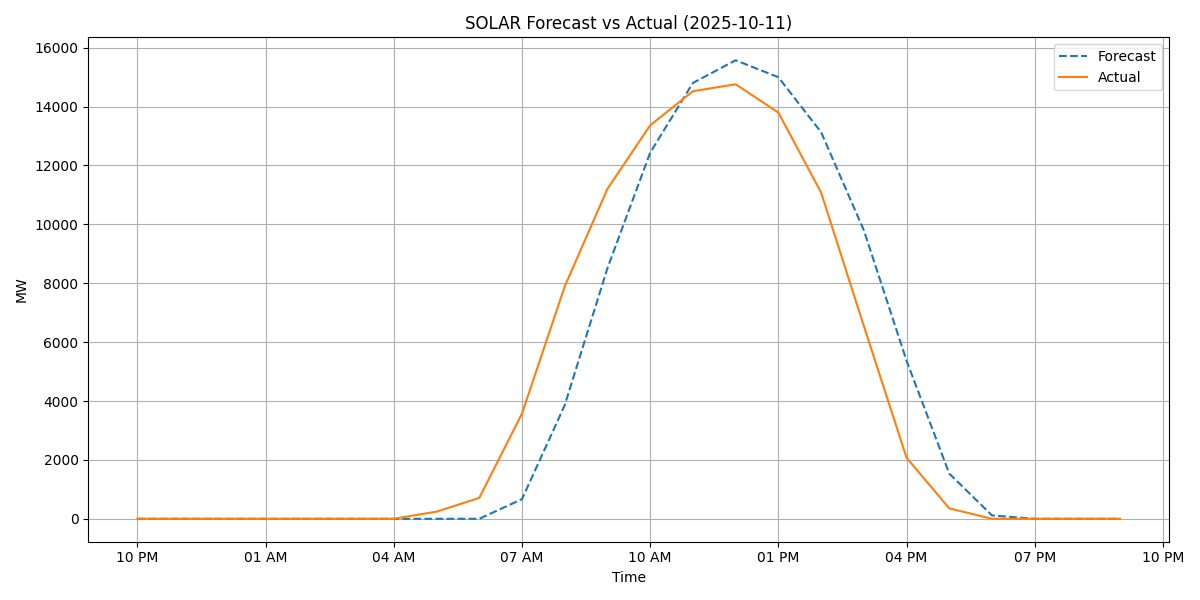 SOLAR Forecast vs Actual (2025-10-11)
Forecast
Actual
16000
14000
12000
10000
8000
6000
4000
2000
0
MW
10 PM
01 AM
04 AM
07 AM
10 AM
01 PM
04 PM
07 PM
10 PM
Time